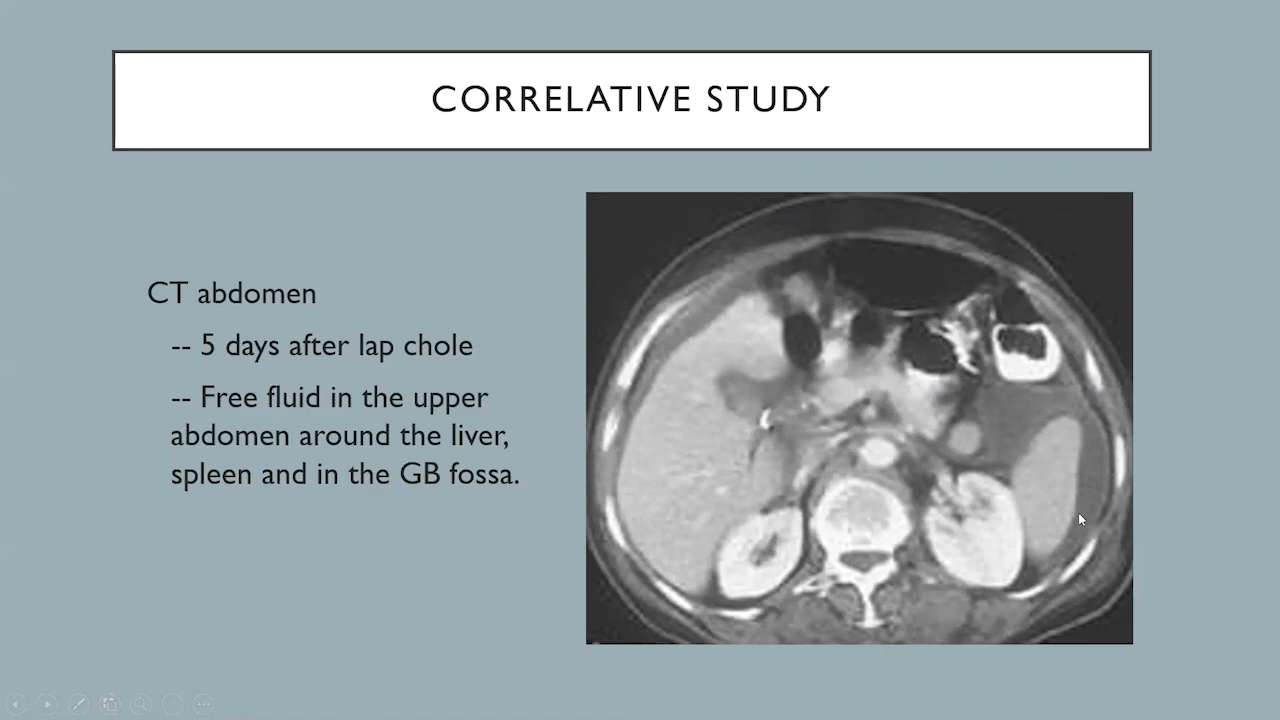 CORRELATIVE STUDY
CT abdomen
-- 5 days after lap chole
-- Free fluid in the upper
abdomen around the liver,
spleen and in the GB fossa.